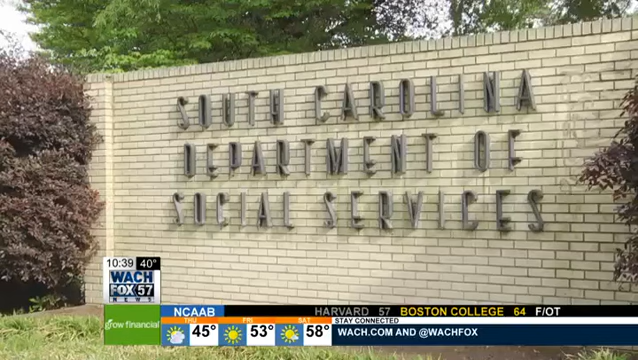 SOUTH CAROLINA
DEPARTMENT OF
SOCIAL SERVICES
10:39 40°
WACH
FOX 57
NEWS
grow financial
NCAAB HARVARD 57 BOSTON COLLEGE 64 F/OT
THU FRI SAT STAY CONNECTED
45° 53° 58° WACH.COM AND @WACHFOX